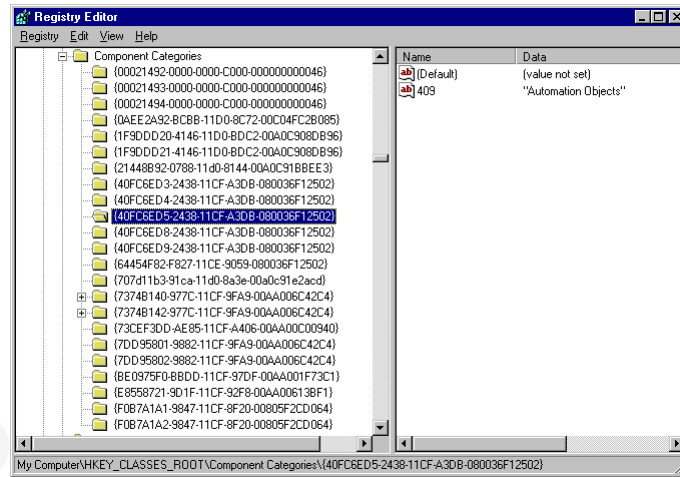 Registry Editor
Registry Edit View Help
Component Categories
{00021492-0000-0000-C000-000000000046}
{00021493-0000-0000-C000-000000000046}
{00021494-0000-0000-C000-000000000046}
{0AEE2A92-BCBB-11D0-8C72-00C04FC2B085}
{1F9DDD20-4146-11D0-BDC2-00A0C908DB96}
{1F9DDD21-4146-11D0-BDC2-00A0C908DB96}
{21448B92-0788-11d0-8144-00A0C91BBEE3}
{40FC6ED3-2438-11CF-A3DB-080036F12502}
{40FC6ED4-2438-11CF-A3DB-080036F12502}
{40FC6ED5-2438-11CF-A3DB-080036F12502}
{40FC6ED8-2438-11CF-A3DB-080036F12502}
{40FC6ED9-2438-11CF-A3DB-080036F12502}
{64454F82-F827-11CE-9059-080036F12502}
{707d11b3-91ca-11d0-8a3e-00a0c91e2acd}
{7374B140-977C-11CF-9FA9-00AA006C42C4}
{7374B142-977C-11CF-9FA9-00AA006C42C4}
{73CEF3DD-AE85-11CF-A406-00AA00C00940}
{7DD95801-9882-11CF-9FA9-00AA006C42C4}
{7DD95802-9882-11CF-9FA9-00AA006C42C4}
{BE0975F0-BBDD-11CF-97DF-00AA001F73C1}
{E8558721-9D1F-11CF-92F8-00AA00613BF1}
{F0B7A1A1-9847-11CF-8F20-00805F2CD064}
{F0B7A1A2-9847-11CF-8F20-00805F2CD064}
Name Data
(Default) (value not set)
409 "Automation Objects"
My Computer\HKEY_CLASSES_ROOT\Component Categories\{40FC6ED5-2438-11CF-A3DB-080036F12502}